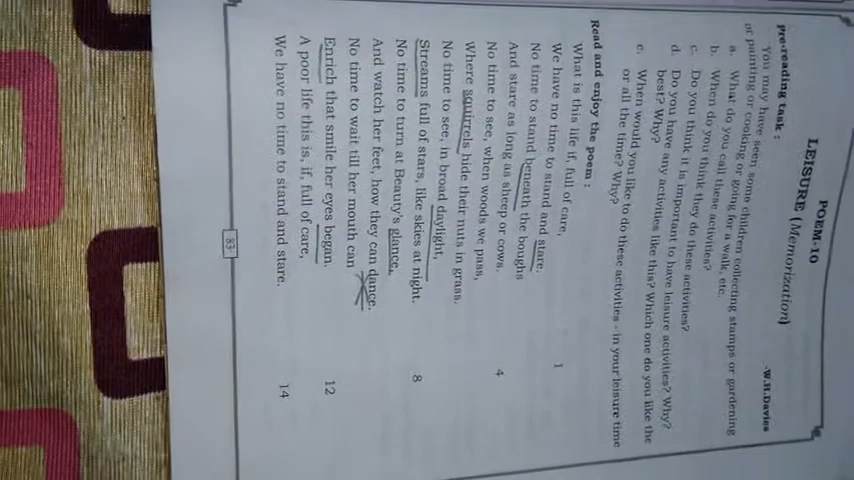 POEM-10
LEISURE (Memorization)
-W.H.Davies
pre-reading task :
You may have seen some children collecting stamps or gardening
or painting or cooking or going for a walk, etc.
a. What do you call these activities?
b. When do you think they do these activities?
c. Do you think it is important to have leisure activities? Why?
d. Do you have any activities like this? Which one do you like the
best? Why?
e. When would you like to do these activities - in your leisure time
or all the time? Why?
Read and enjoy the poem :
What is this life if, full of care,
We have no time to stand and stare. 1
No time to stand beneath the boughs
And stare as long as sheep or cows.
No time to see, when woods we pass, 4
Where squirrels hide their nuts in grass.
No time to see, in broad daylight,
Streams full of stars, like skies at night. 8
No time to turn at Beauty's glance,
And watch her feet, how they can dance.
No time to wait till her mouth can
Enrich that smile her eyes began. 12
A poor life this is, if, full of care,
We have no time to stand and stare. 14
83